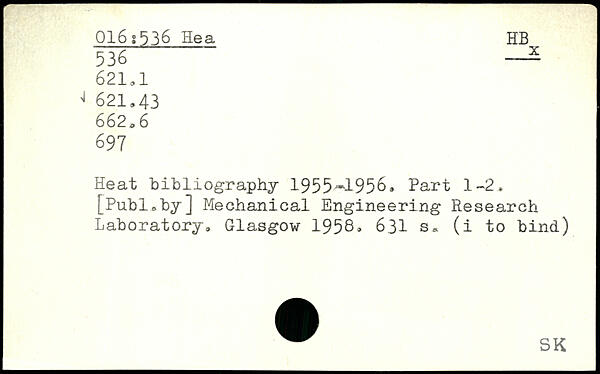 016:536 Hea
HB
x
536
621.1
√ 621.43
662.6
697
Heat bibliography 1955-1956. Part 1-2.
[Publ.by] Mechanical Engineering Research
Laboratory. Glasgow 1958. 631 s. (i to bind)
SK